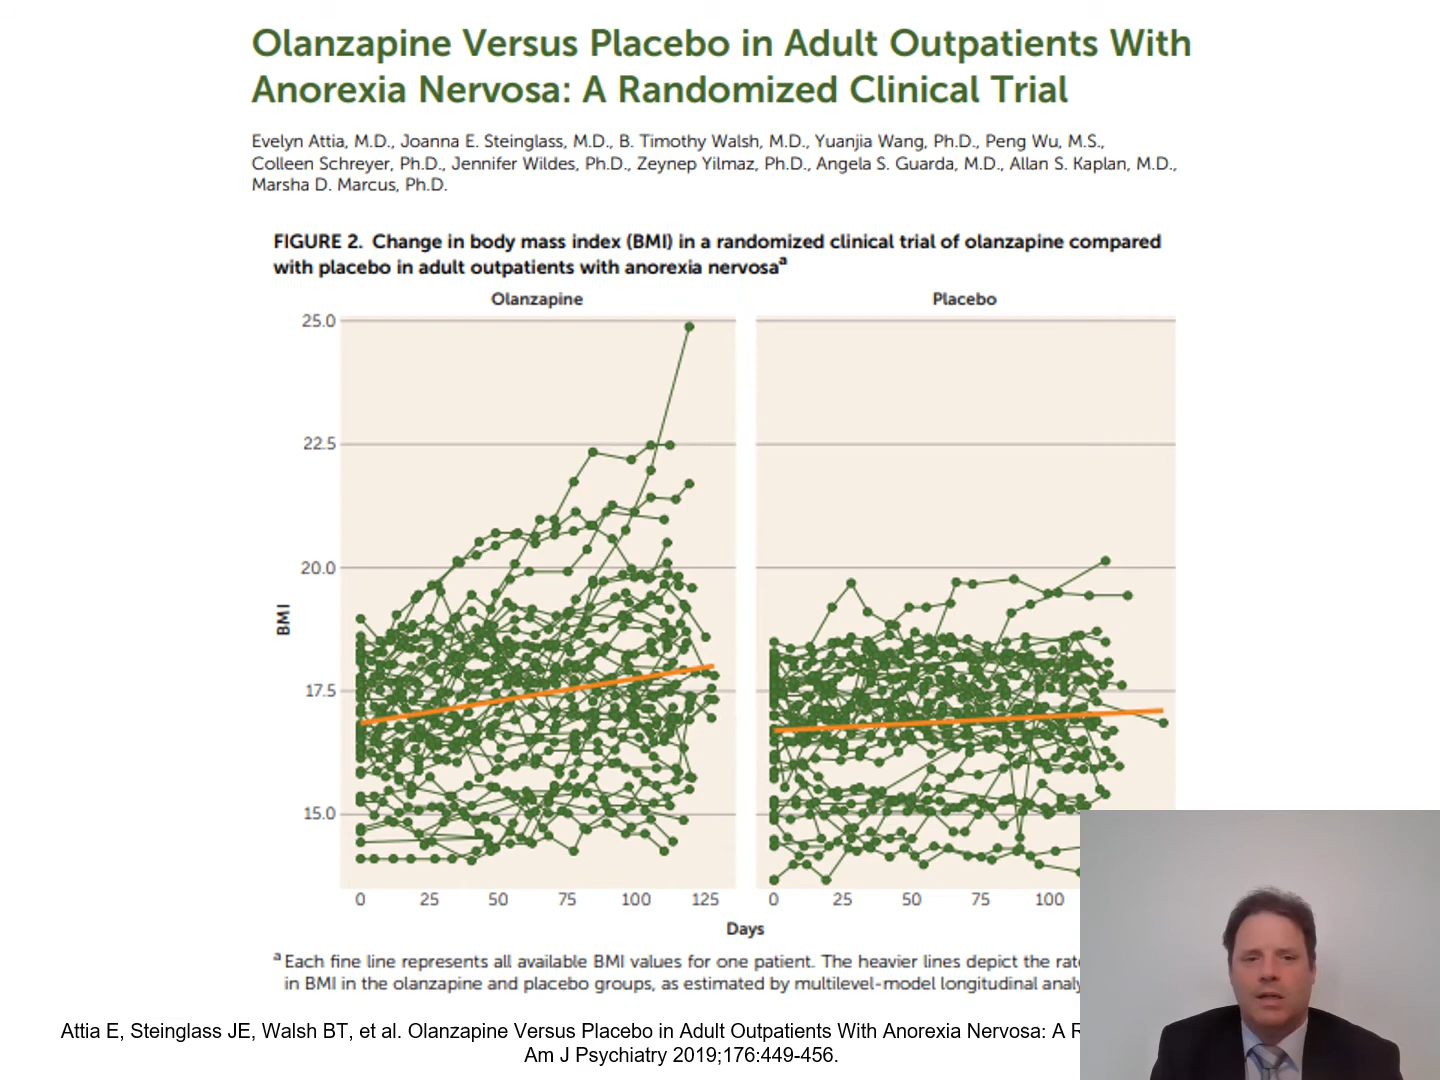 Olanzapine Versus Placebo in Adult Outpatients With
Anorexia Nervosa: A Randomized Clinical Trial
Evelyn Attia, M.D., Joanna E. Steinglass, M.D., B. Timothy Walsh, M.D., Yuanjia Wang, Ph.D., Peng Wu, M.S.,
Colleen Schreyer, Ph.D., Jennifer Wildes, Ph.D., Zeynep Yilmaz, Ph.D., Angela S. Guarda, M.D., Allan S. Kaplan, M.D.,
Marsha D. Marcus, Ph.D.
FIGURE 2. Change in body mass index (BMI) in a randomized clinical trial of olanzapine compared
with placebo in adult outpatients with anorexia nervosaª
Olanzapine Placebo
25.0
22.5
20.0
BMI
17.5
15.0
0 25 50 75 100 125 0 25 50 75 100
Days
ª Each fine line represents all available BMI values for one patient. The heavier lines depict the
in BMI in the olanzapine and placebo groups, as estimated by multilevel-model longitudinal
Attia E, Steinglass JE, Walsh BT, et al. Olanzapine Versus Placebo in Adult Outpatients With Anorexia Nervosa: A
Am J Psychiatry 2019;176:449-456.